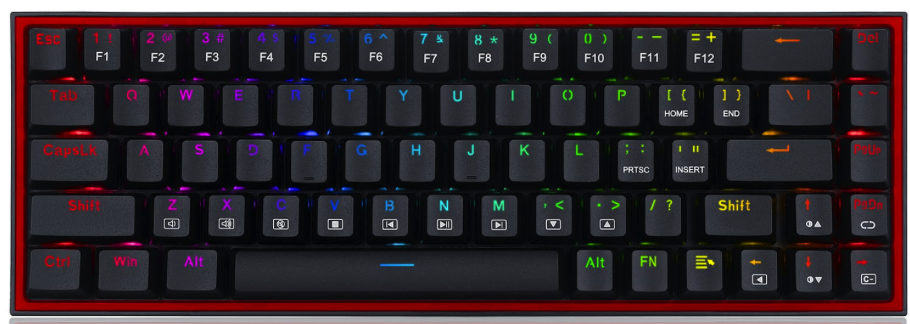 Esc 1 ! 2 @ 3 # 4 $ 5 % 6 ^ 7 & 8 * 9 ( 0 ) - - = + ← Del
F1 F2 F3 F4 F5 F6 F7 F8 F9 F10 F11 F12
Tab Q W E R T Y U I O P [ { ] } \ | ` ~
HOME END
CapsLk A S D F G H J K L ; : ' " PgUp
PRTSC INSERT
Shift Z X C V B N M , < . > / ? Shift ↑ PgDn
Ctrl Win Alt Alt FN ← ↓ →
C-